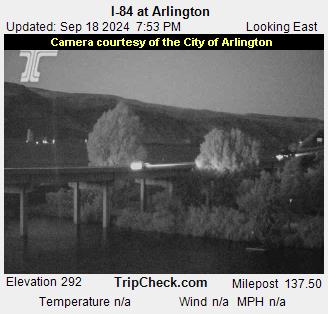 I-84 at Arlington
Updated: Sep 18 2024 7:53 PM Looking East
Camera courtesy of the City of Arlington
Elevation 292 TripCheck.com Milepost 137.50
Temperature n/a Wind n/a MPH n/a